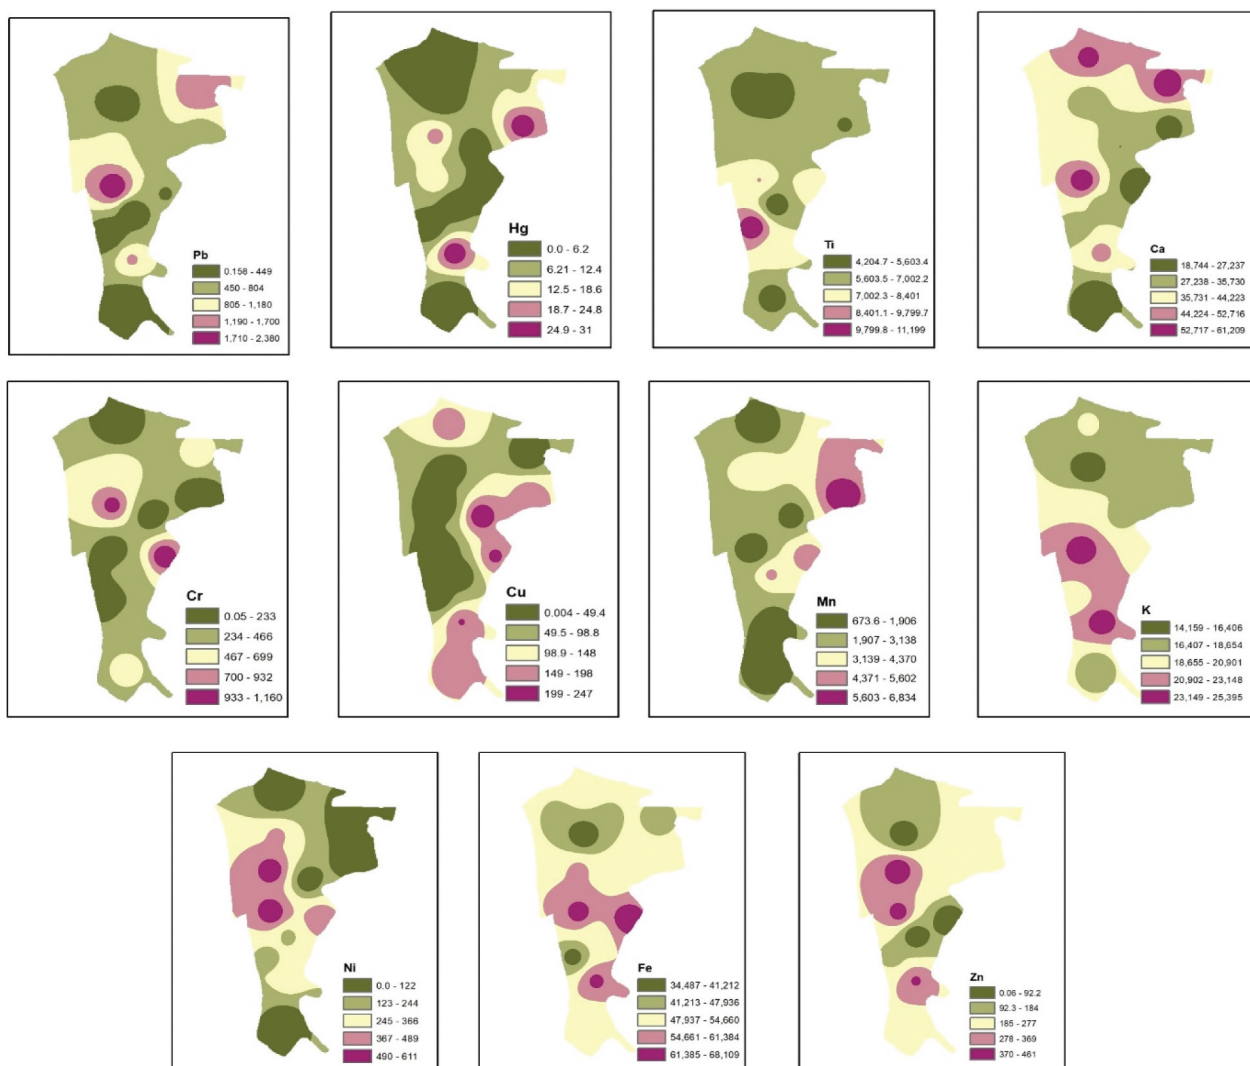 Pb
0.158 - 449
450 - 804
805 - 1,180
1,190 - 1,700
1,710 - 2,380
Hg
0.0 - 6.2
6.21 - 12.4
12.5 - 18.6
18.7 - 24.8
24.9 - 31
Ti
4,204.7 - 5,603.4
5,603.5 - 7,002.2
7,002.3 - 8,401
8,401.1 - 9,799.7
9,799.8 - 11,199
Ca
18,744 - 27,237
27,238 - 35,730
35,731 - 44,223
44,224 - 52,716
52,717 - 61,209
Cr
0.05 - 233
234 - 466
467 - 699
700 - 932
933 - 1,160
Cu
0.004 - 49.4
49.5 - 98.8
98.9 - 148
149 - 198
199 - 247
Mn
673.6 - 1,906
1,907 - 3,138
3,139 - 4,370
4,371 - 5,602
5,603 - 6,834
K
14,159 - 16,406
16,407 - 18,654
18,655 - 20,901
20,902 - 23,148
23,149 - 25,395
Ni
0.0 - 122
123 - 244
245 - 366
367 - 489
490 - 611
Fe
34,487 - 41,212
41,213 - 47,936
47,937 - 54,660
54,661 - 61,384
61,385 - 68,109
Zn
0.06 - 92.2
92.3 - 184
185 - 277
278 - 369
370 - 461